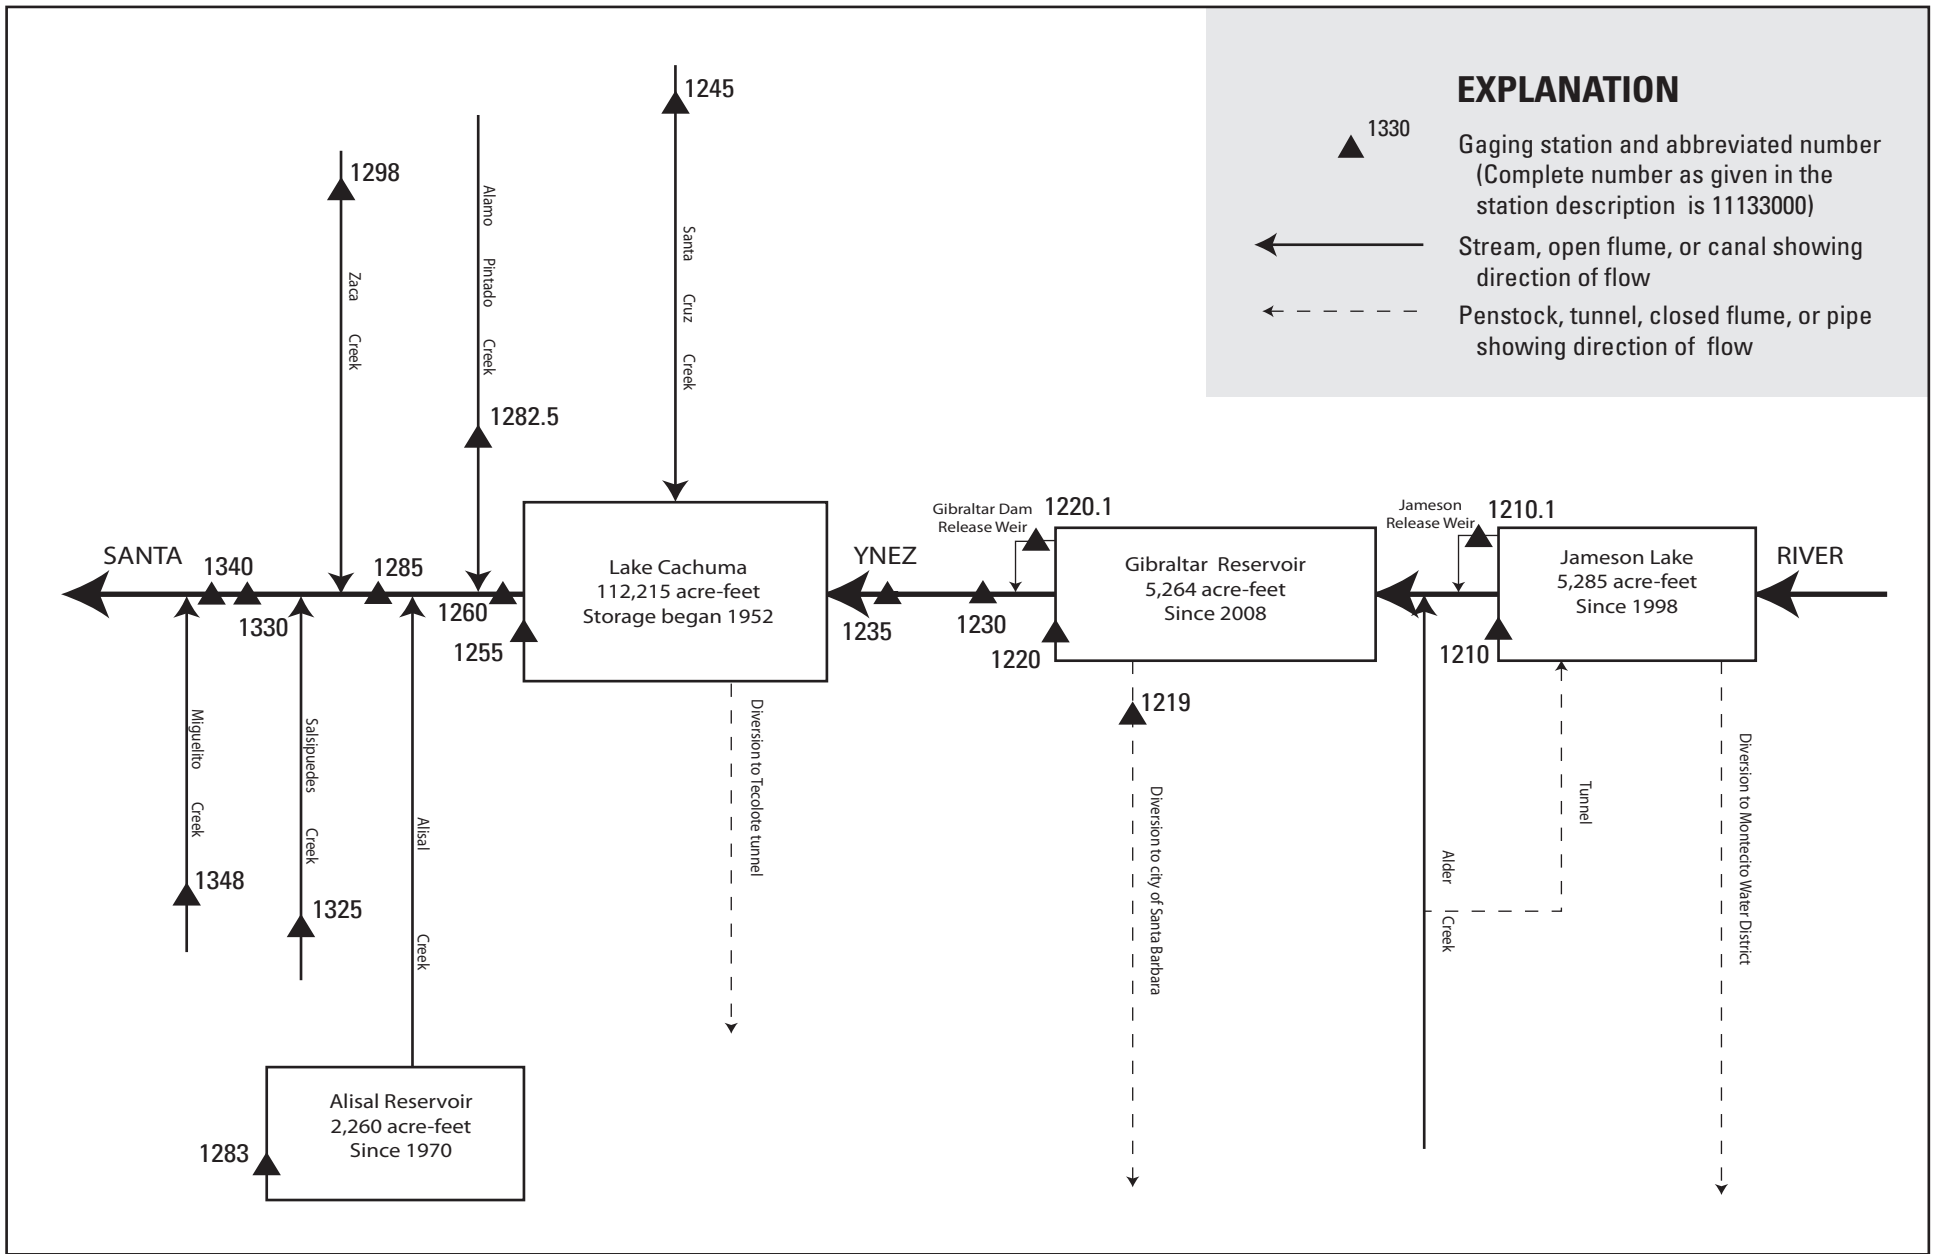 EXPLANATION
1330
Gaging station and abbreviated number
(Complete number as given in the
station description is 11133000)
Stream, open flume, or canal showing
direction of flow
Penstock, tunnel, closed flume, or pipe
showing direction of flow
1245
1298
Alamo Pintado Creek
Zaca Creek
Santa Cruz Creek
1282.5
Gibraltar Dam
Release Weir
1220.1
Jameson
Release Weir
1210.1
SANTA
1340
1285
1260
1330
1255
Lake Cachuma
112,215 acre-feet
Storage began 1952
YNEZ
1235
1230
1220
Gibraltar Reservoir
5,264 acre-feet
Since 2008
1210
Jameson Lake
5,285 acre-feet
Since 1998
RIVER
1219
Miguelito Creek
Salsipuedes Creek
Alisal Creek
Diversion to Tecolote tunnel
Diversion to city of Santa Barbara
Alder Creek
Tunnel
Diversion to Montecito Water District
1348
1325
Alisal Reservoir
2,260 acre-feet
Since 1970
1283